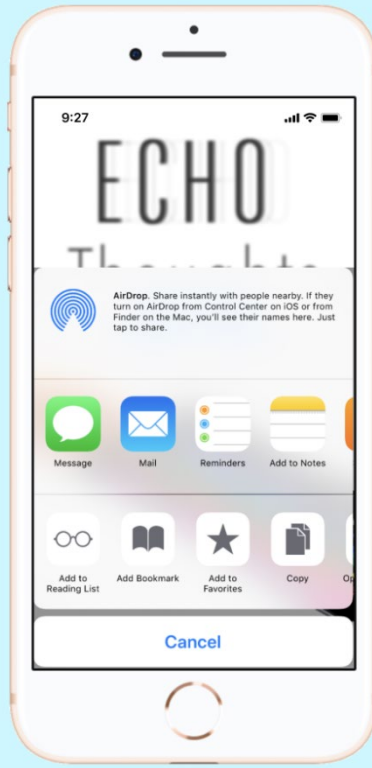 9:27
ECHO
Thoughts
AirDrop. Share instantly with people nearby. If they
turn on AirDrop from Control Center on iOS or from
Finder on the Mac, you'll see their names here. Just
tap to share.
Message
Mail
Reminders
Add to Notes
Add to
Reading List
Add Bookmark
Add to
Favorites
Copy
Cancel